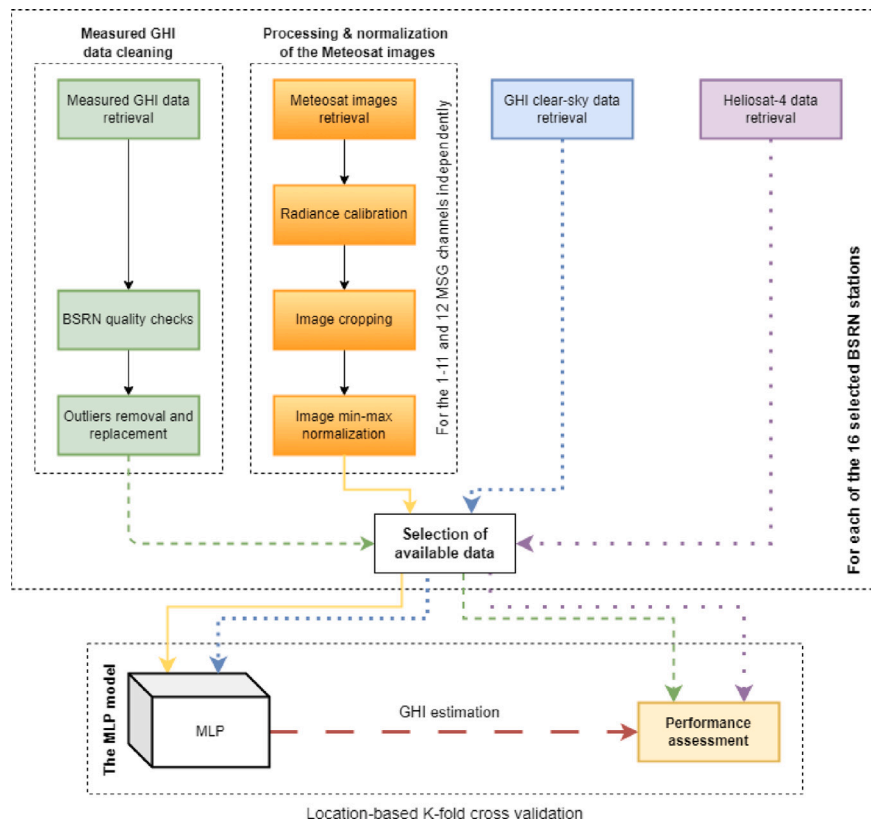 Measured GHI
data cleaning
Processing & normalization
of the Meteosat images
Measured GHI data
retrieval
Meteosat images
retrieval
GHI clear-sky data
retrieval
Heliosat-4 data
retrieval
Radiance calibration
BSRN quality checks
Image cropping
Outliers removal and
replacement
Image min-max
normalization
For the 1-11 and 12 MSG channels independently
For each of the 16 selected BSRN stations
Selection of
available data
The MLP model
MLP
GHI estimation
Performance
assessment
Location-based K-fold cross validation